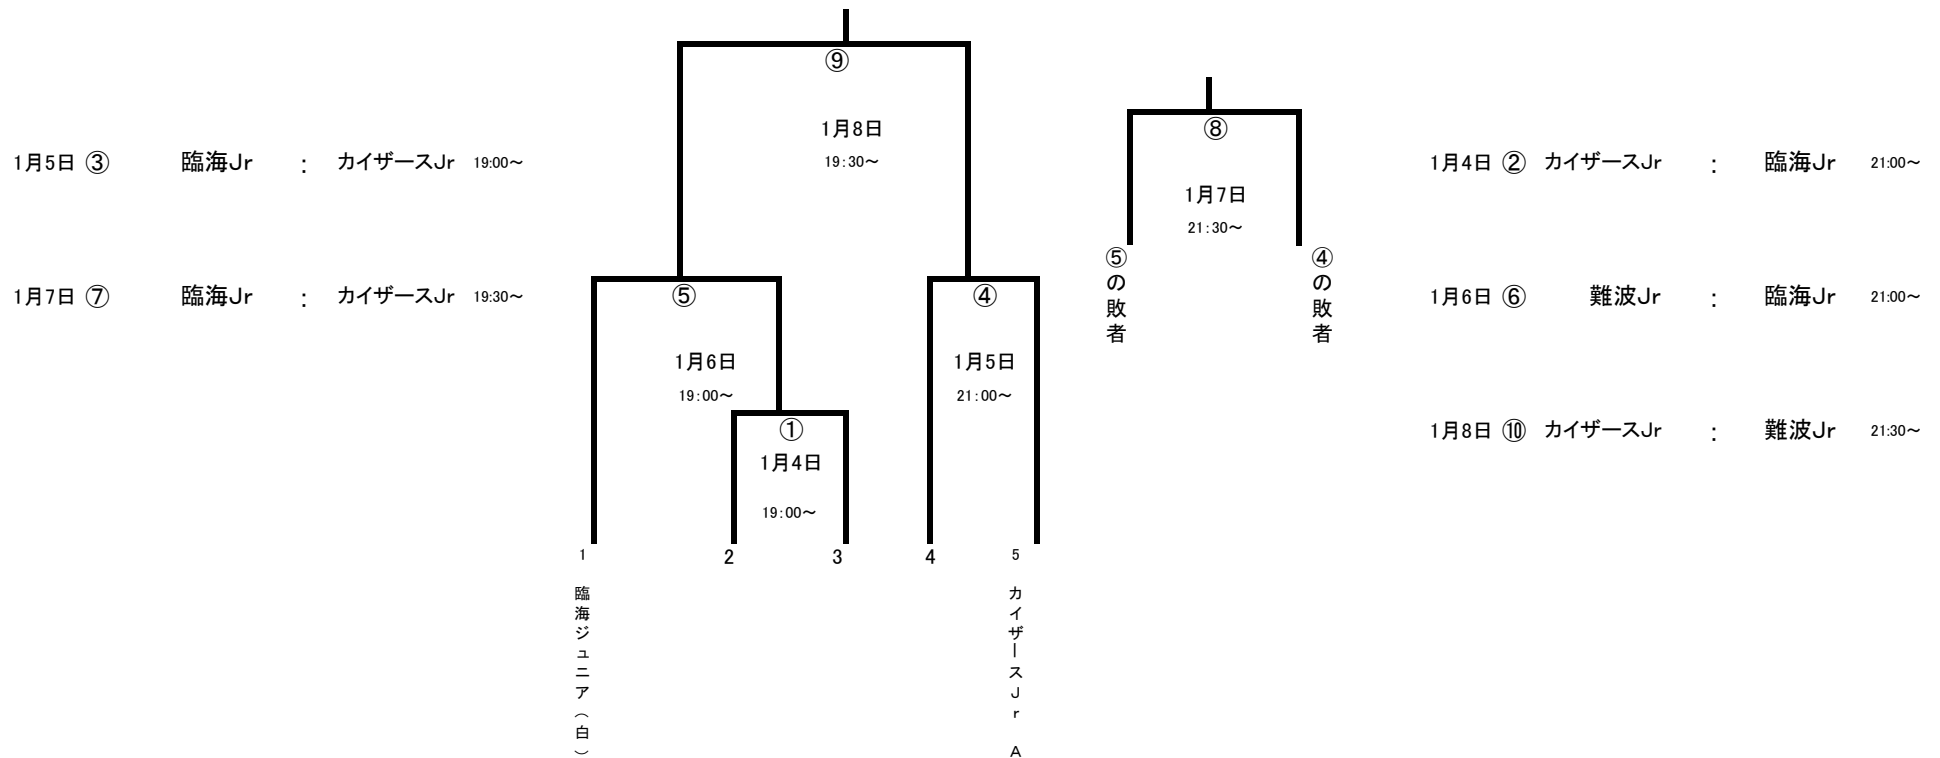 ⑨
⑧
1月8日
19:30～
1月5日 ③ 臨海Jr : カイザースJr 19:00～
1月4日 ② カイザースJr : 臨海Jr 21:00～
1月7日
21:30～
⑤の敗者
④の敗者
1月7日 ⑦ 臨海Jr : カイザースJr 19:30～
⑤
④
1月6日 ⑥ 難波Jr : 臨海Jr 21:00～
1月6日
19:00～
1月5日
21:00～
①
1月4日
19:00～
1月8日 ⑩ カイザースJr : 難波Jr 21:30～
1 2 3 4 5
臨海ジュニア（白）
カイザースJr A